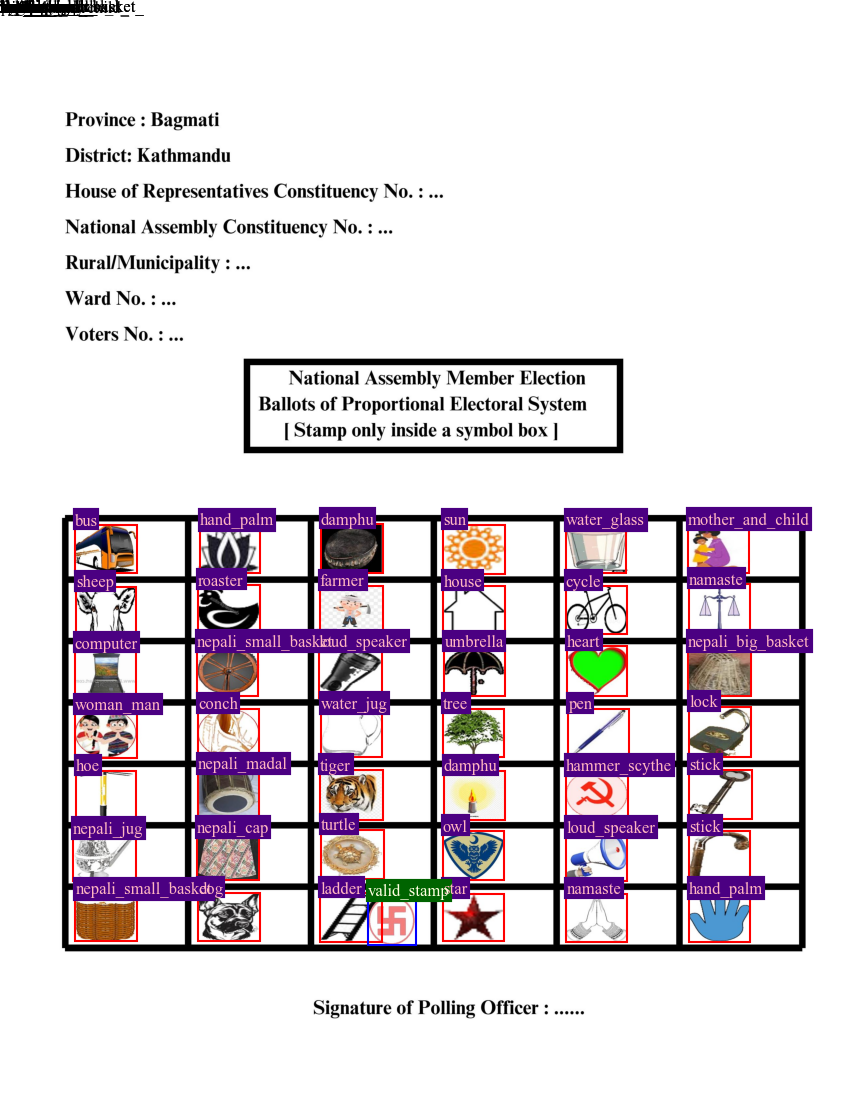 Province : Bagmati
District: Kathmandu
House of Representatives Constituency No. : ...
National Assembly Constituency No. : ...
Rural/Municipality : ...
Ward No. : ...
Voters No. : ...
National Assembly Member Election
Ballots of Proportional Electoral System
[ Stamp only inside a symbol box ]
bus hand_palm damphu sun water_glass mother_and_child
sheep roaster farmer house cycle namaste
computer nepali_small_basket loud_speaker umbrella heart nepali_big_basket
woman_man conch water_jug tree pen lock
hoe nepali_madal tiger damphu hammer_scythe stick
nepali_jug nepali_cap turtle owl loud_speaker stick
nepali_small_basket dog ladder valid_stamp star namaste hand_palm
Signature of Polling Officer : ......